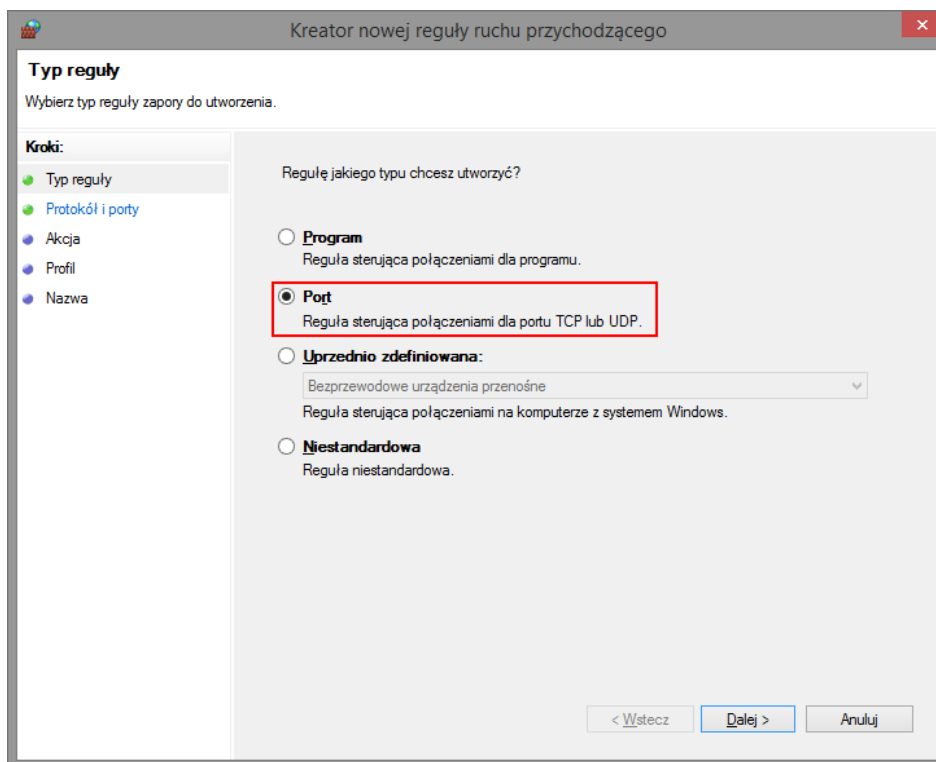 Kreator nowej reguły ruchu przychodzącego
Typ reguły
Wybierz typ reguły zapory do utworzenia.
Kroki:
Typ reguły
Protokół i porty
Akcja
Profil
Nazwa
Regułę jakiego typu chcesz utworzyć?
Program
Reguła sterująca połączeniami dla programu.
Port
Reguła sterująca połączeniami dla portu TCP lub UDP.
Uprzednio zdefiniowana:
Bezprzewodowe urządzenia przenośne
Reguła sterująca połączeniami na komputerze z systemem Windows.
Niestandardowa
Reguła niestandardowa.
< Wstecz
Dalej >
Anuluj